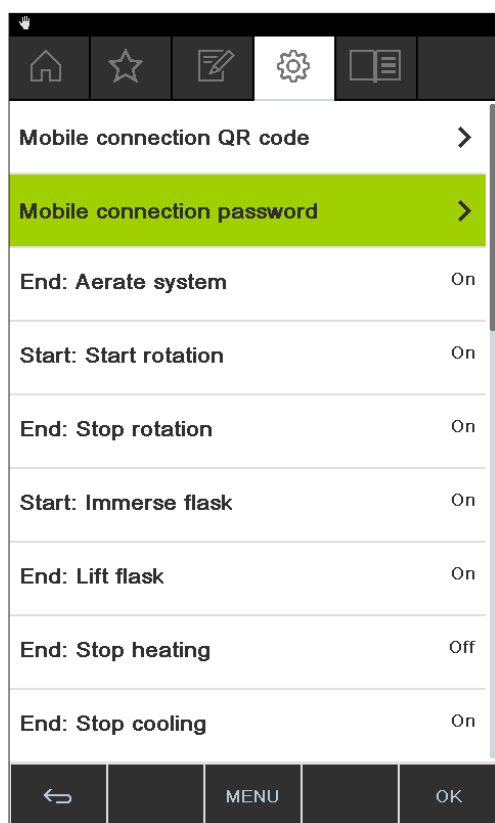 Mobile connection QR code
Mobile connection password
End: Aerate system On
Start: Start rotation On
End: Stop rotation On
Start: Immerse flask On
End: Lift flask On
End: Stop heating Off
End: Stop cooling On
MENU OK